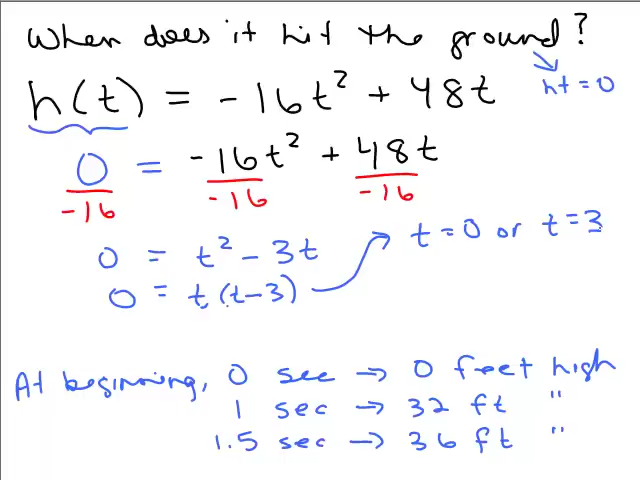 When does it hit the ground?
ht = 0
h(t) = -16t² + 48t
0 = -16t² + 48t
-16 -16 -16
t = 0 or t = 3
0 = t² - 3t
0 = t(t-3)
At beginning, 0 sec → 0 feet high
1 sec → 32 ft "
1.5 sec → 36 ft "